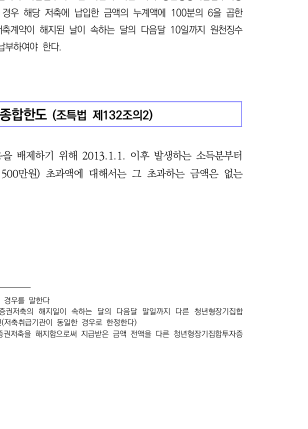 경우 해당 저축에 납입한 금액의 누계액에 100분의 6을 곱한
저축계약이 해지된 날이 속하는 달의 다음달 10일까지 원천징수
납부하여야 한다.
종합한도 (조특법 제132조의2)
을 배제하기 위해 2013.1.1. 이후 발생하는 소득분부터
500만원) 초과액에 대해서는 그 초과하는 금액은 없는
경우를 말한다
증권저축의 해지일이 속하는 달의 다음달 말일까지 다른 청년형장기집합
(저축취급기관이 동일한 경우로 한정한다)
증권저축을 해지함으로써 지급받은 금액 전액을 다른 청년형장기집합투자증